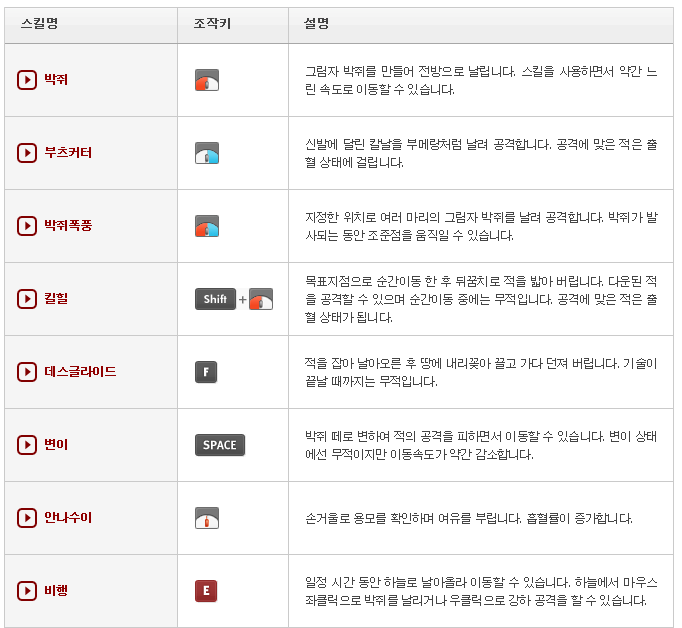 스킬명 조작키 설명
박쥐
그림자 박쥐를 만들어 전방으로 날립니다. 스킬을 사용하면서 약간 느
린 속도로 이동할 수 있습니다.
부츠커터
신발에 달린 칼날을 부메랑처럼 날려 공격합니다. 공격에 맞은 적은 출
혈 상태에 걸립니다.
박쥐폭풍
지정한 위치로 여러 마리의 그림자 박쥐를 날려 공격합니다. 박쥐가 발
사되는 동안 조준점을 움직일 수 있습니다.
킬힐 Shift +
목표지점으로 순간이동 한 후 뒤꿈치로 적을 밟아 버립니다. 다운된 적
을 공격할 수 있으며 순간이동 중에는 무적입니다. 공격에 맞은 적은 출
혈 상태가 됩니다.
데스글라이드 F
적을 잡아 날아오른 후 땅에 내리꽂아 끌고 가다 던져 버립니다. 기술이
끝날 때까지는 무적입니다.
변이 SPACE
박쥐 떼로 변하여 적의 공격을 피하면서 이동할 수 있습니다. 변이 상태
에선 무적이지만 이동속도가 약간 감소합니다.
안나수이
손거울로 용모를 확인하며 여유를 부립니다. 흡혈률이 증가합니다.
비행 E
일정 시간 동안 하늘로 날아올라 이동할 수 있습니다. 하늘에서 마우스
좌클릭으로 박쥐를 날리거나 우클릭으로 강하 공격을 할 수 있습니다.